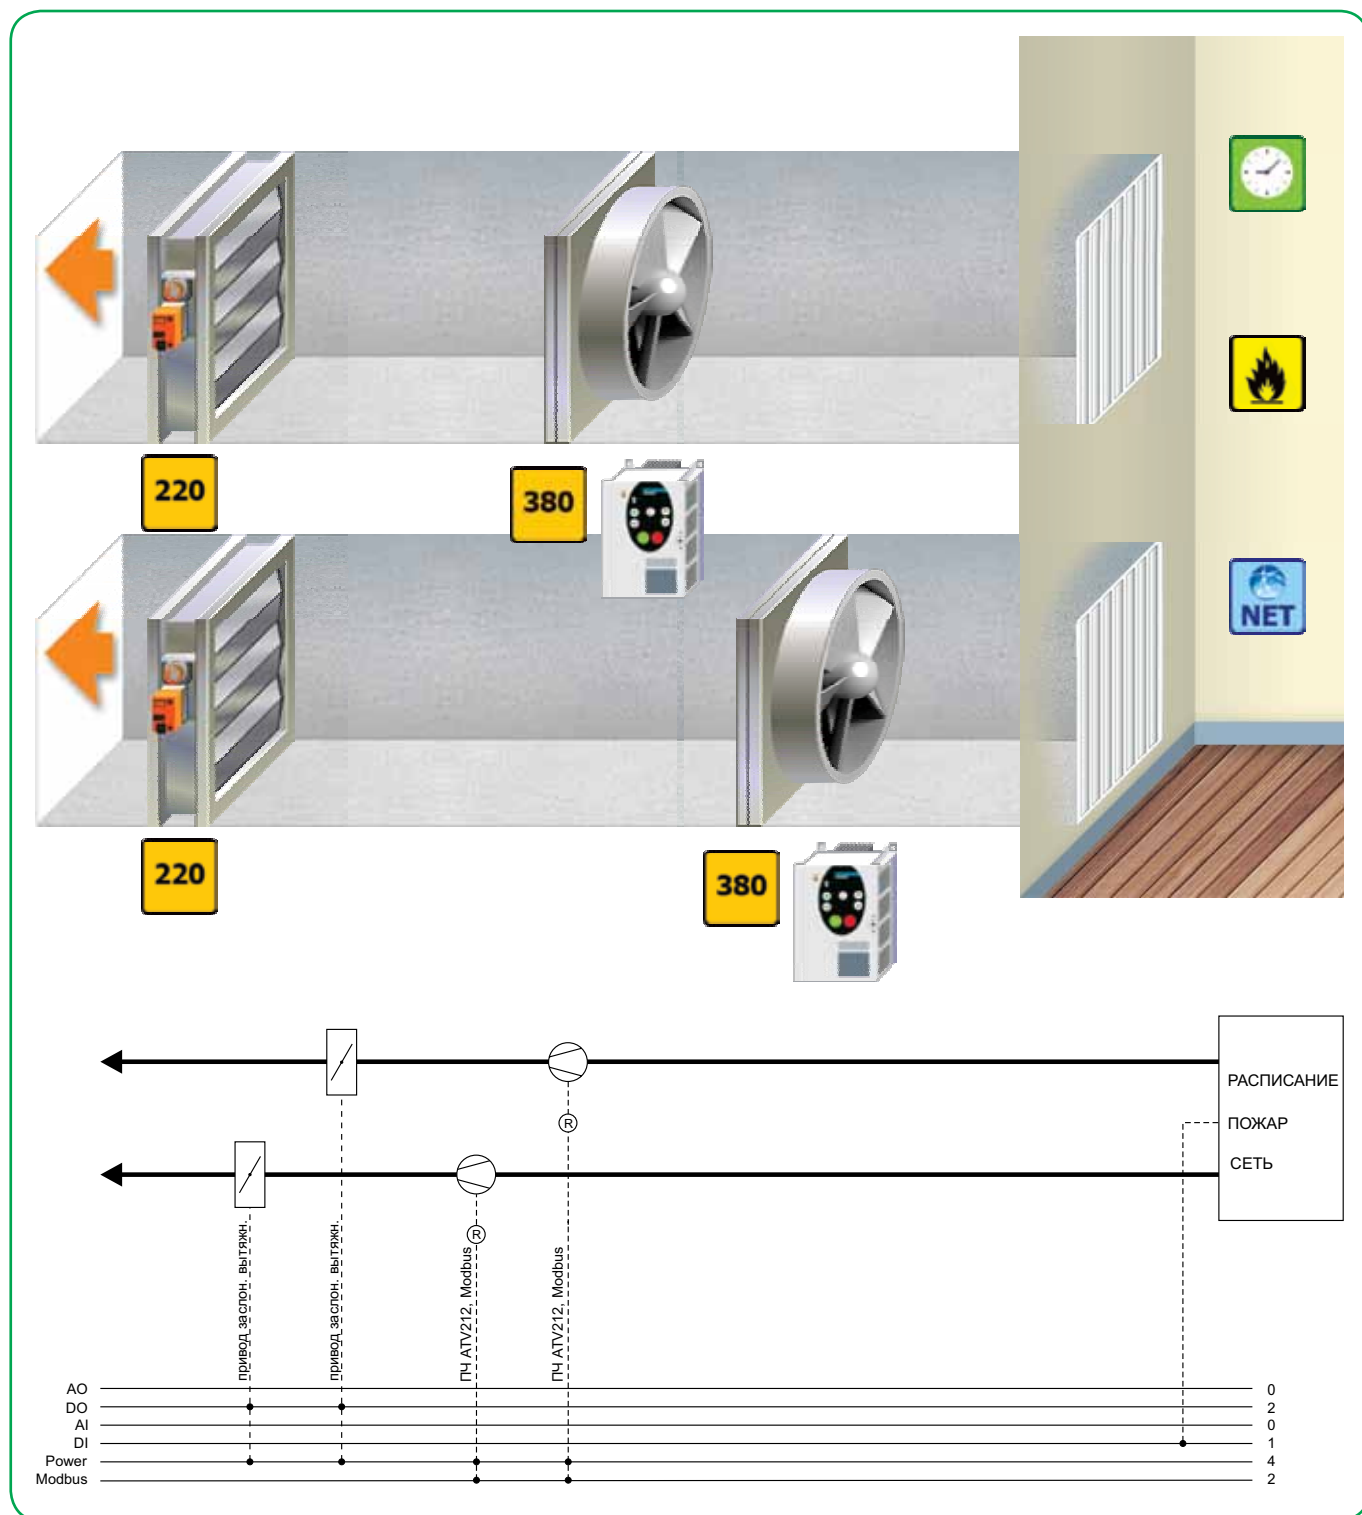 220
380
NET
220
380
РАСПИСАНИЕ
ПОЖАР
СЕТЬ
R
R
привод заслон. вытяжн.
привод заслон. вытяжн.
ПЧ ATV212, Modbus
ПЧ ATV212, Modbus
AO 0
DO 2
AI 0
DI 1
Power 4
Modbus 2